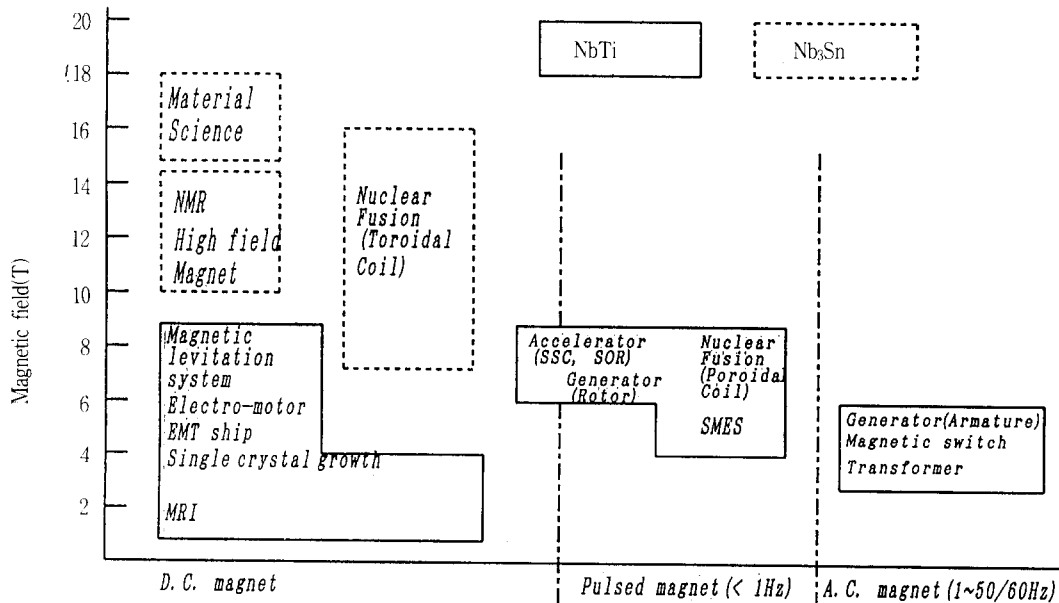 Magnetic field(T)
20
18
16
14
12
10
8
6
4
2
NbTi
Nb₃Sn
Material
Science
NMR
High field
Magnet
Nuclear
Fusion
(Toroidal
Coil)
Magnetic
levitation
system
Electro-motor
EMT ship
Single crystal growth
MRI
Accelerator
(SSC, SOR)
Generator
(Rotor)
Nuclear
Fusion
(Poroidal
Coil)
SMES
Generator(Armature)
Magnetic switch
Transformer
D. C. magnet
Pulsed magnet (< 1Hz)
A. C. magnet (1~50/60Hz)